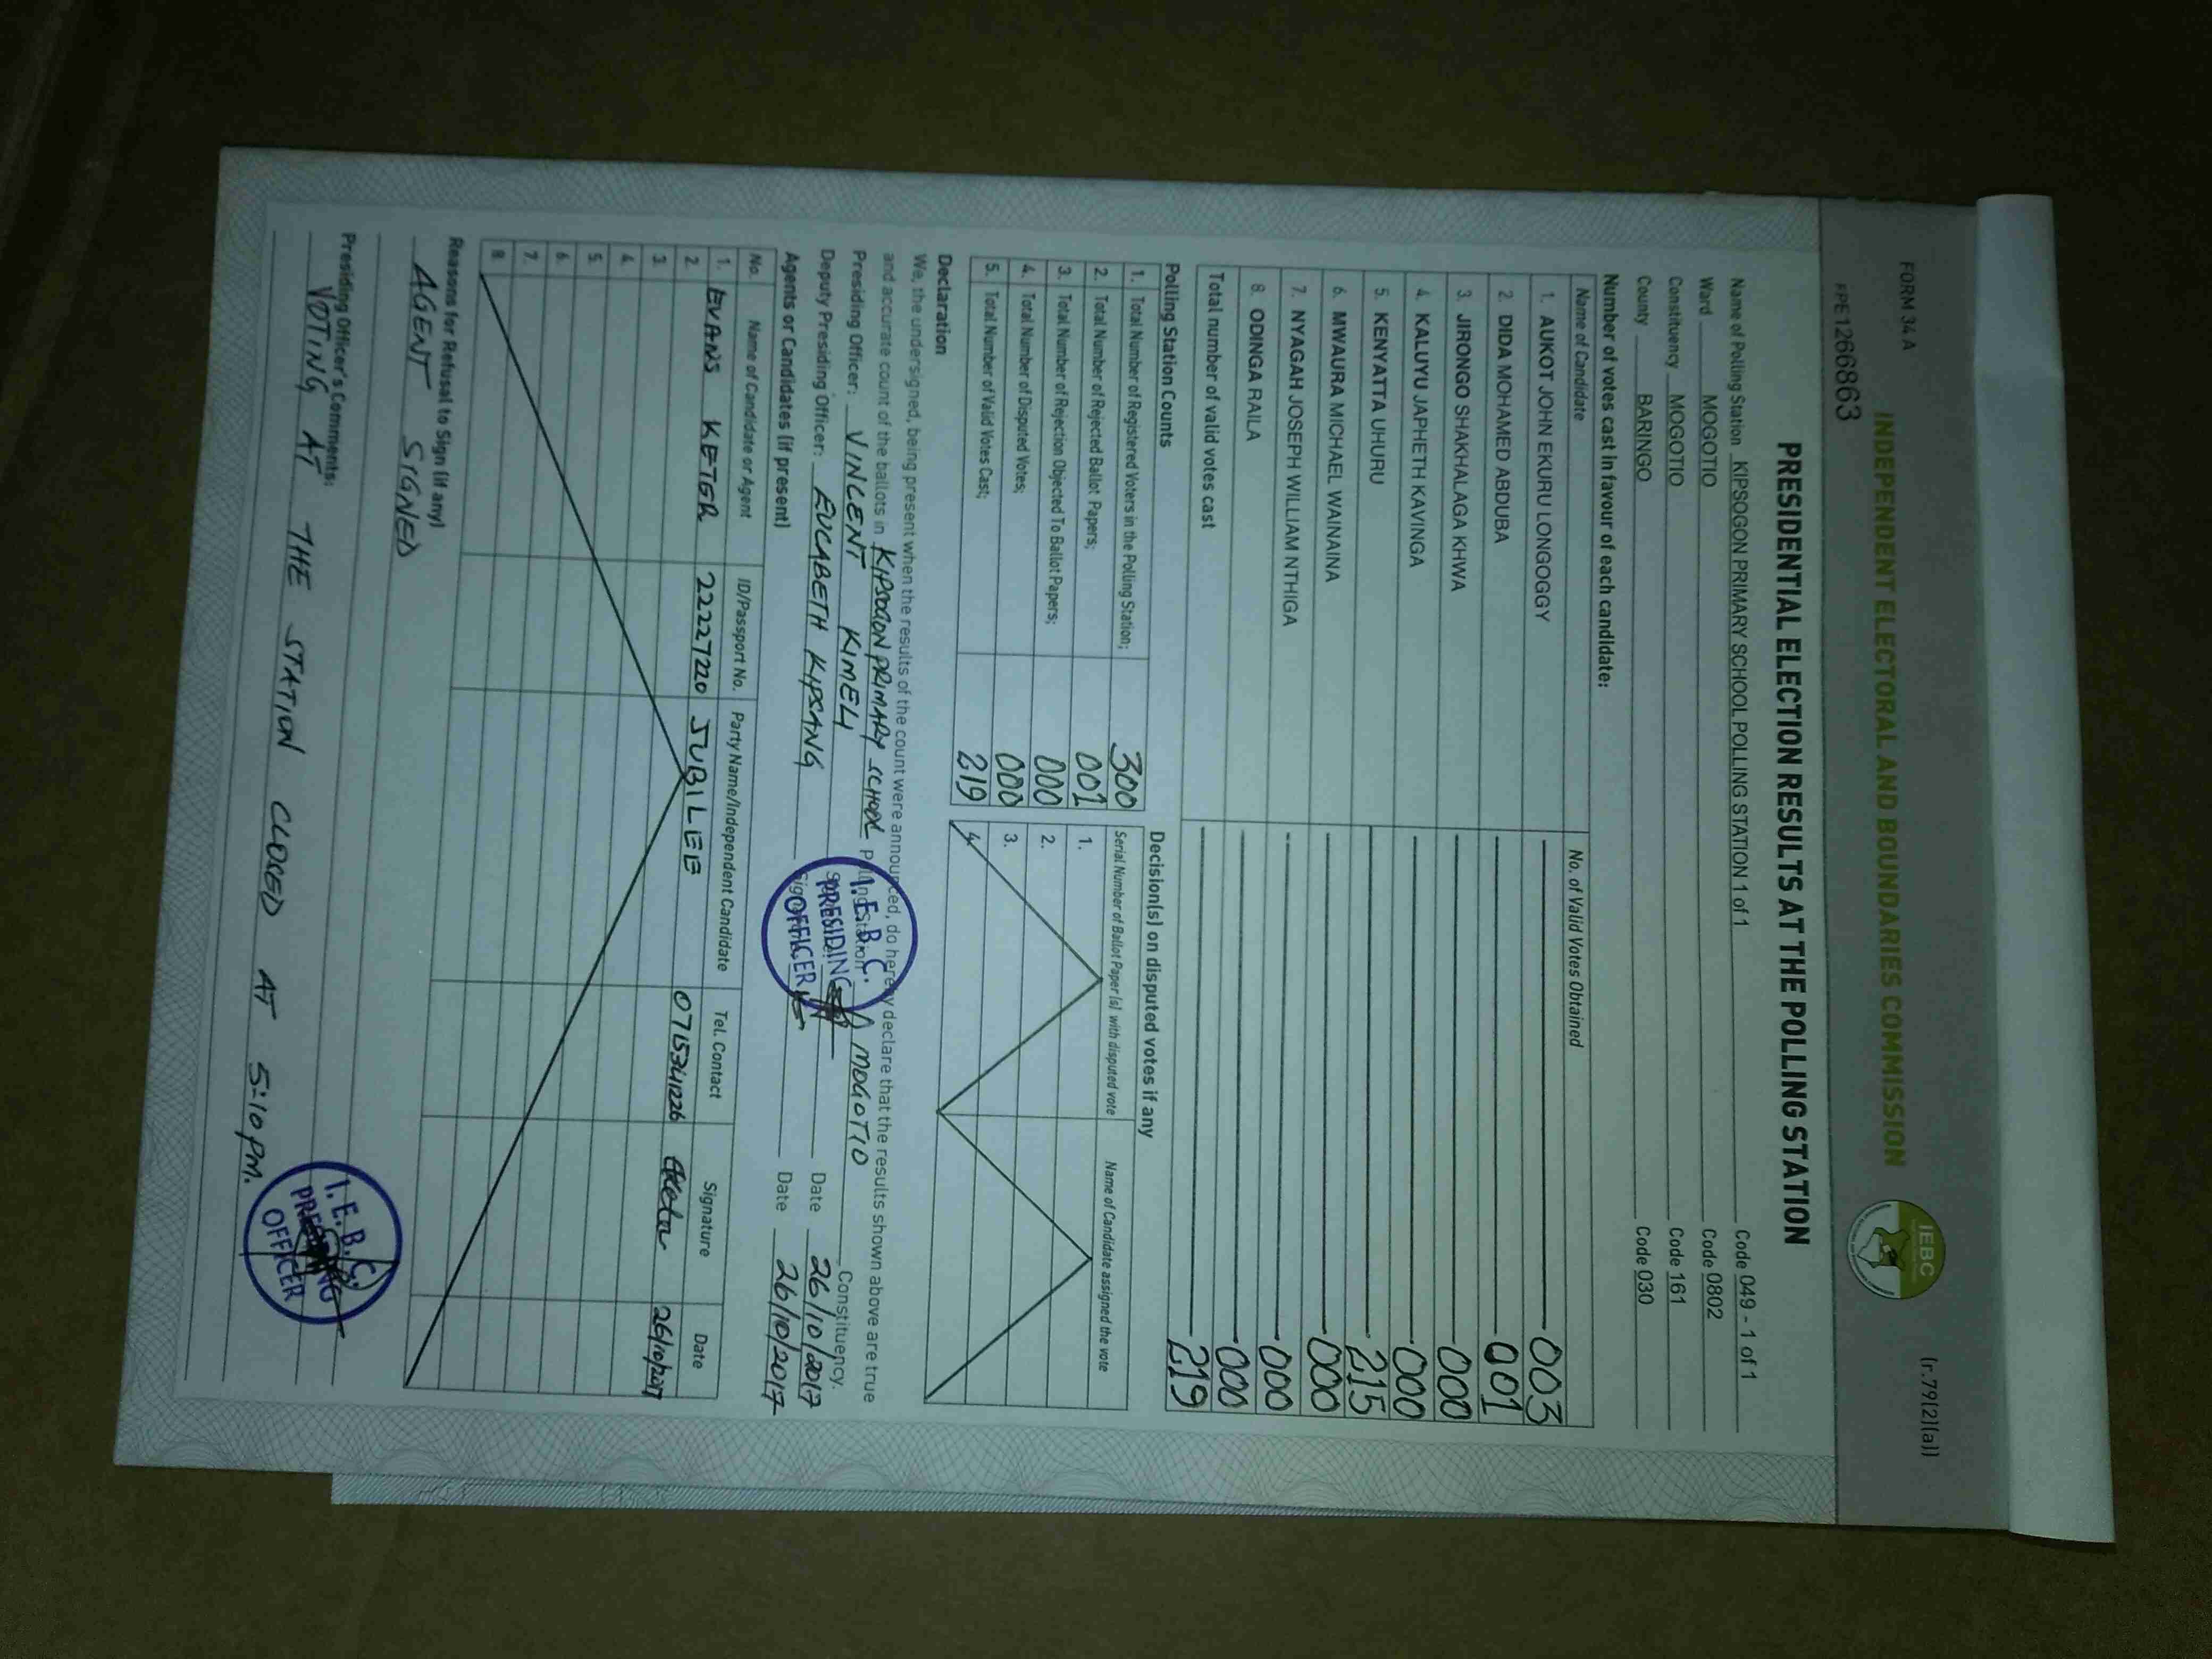 FORM 34 A
(r.79(2)(a))
INDEPENDENT ELECTORAL AND BOUNDARIES COMMISSION
IEBC
FPE1266863
PRESIDENTIAL ELECTION RESULTS AT THE POLLING STATION
Name of Polling Station KIPSOGON PRIMARY SCHOOL POLLING STATION 1 of 1 Code 049 - 1 of 1
Ward MOGOTIO Code 0802
Constituency MOGOTIO Code 161
County BARINGO Code 030
Number of votes cast in favour of each candidate:
Name of Candidate No. of Valid Votes Obtained
1. AUKOT JOHN EKURU LONGOGGY 003
2. DIDA MOHAMED ABDUBA 001
3. JIRONGO SHAKHALAGA KHWA 000
4. KALUYU JAPHETH KAVINGA 000
5. KENYATTA UHURU 215
6. MWAURA MICHAEL WAINAINA 000
7. NYAGAH JOSEPH WILLIAM NTHIGA 000
8. ODINGA RAILA 000
Total number of valid votes cast 219
Polling Station Counts
1. Total Number of Registered Voters in the Polling Station; 300
2. Total Number of Rejected Ballot Papers; 001
3. Total Number of Rejection Objected To Ballot Papers; 000
4. Total Number of Disputed Votes; 000
5. Total Number of Valid Votes Cast; 219
Decision(s) on disputed votes if any
Serial Number of Ballot Paper (s) with disputed vote Name of Candidate assigned the vote
1.
2.
3.
4.
Declaration
We, the undersigned, being present when the results of the count were announced, do hereby declare that the results shown above are true
and accurate count of the ballots in KIPSOGON PRIMARY SCHOOL Polling station MOGOTIO Constituency.
Presiding Officer: VINCENT KIMELI Date 26/10/2017
Deputy Presiding Officer: EUCABETH KIPSANG Date 26/10/2017
I.E.B.C.
PRESIDING
OFFICER
Agents or Candidates (if present)
No. Name of Candidate or Agent ID/Passport No. Party Name/Independent Candidate Tel. Contact Signature Date
1. EVANS KETER 22227220 JUBILEE 0715341226 26/10/2017
2.
3.
4.
5.
6.
7.
8.
Reasons for Refusal to Sign (if any)
AGENT SIGNED
Presiding Officer's Comments:
VOTING AT THE STATION CLOSED AT 5:10 PM.
I.E.B.C.
PRESIDING
OFFICER